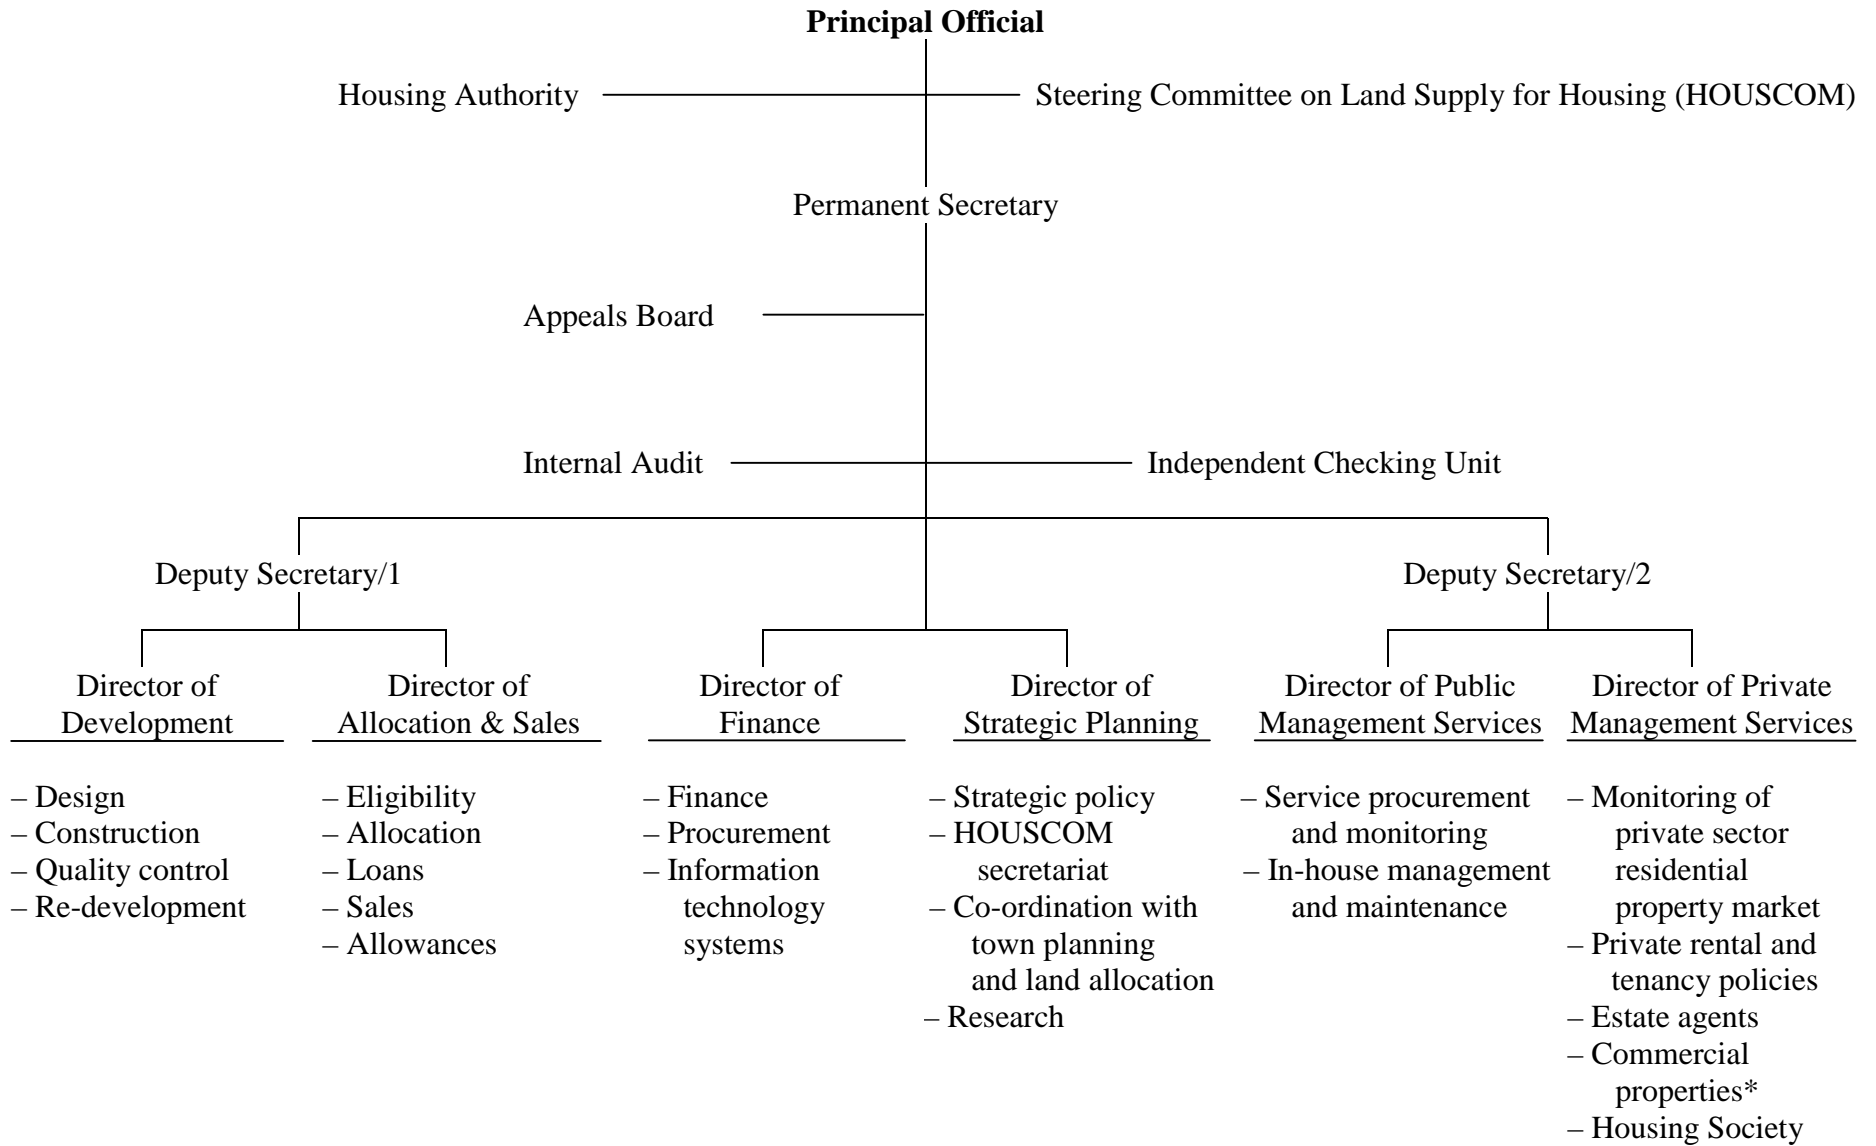 Principal Official
Housing Authority
Steering Committee on Land Supply for Housing (HOUSCOM)
Permanent Secretary
Appeals Board
Internal Audit
Independent Checking Unit
Deputy Secretary/1
Deputy Secretary/2
Director of
Development
– Design
– Construction
– Quality control
– Re-development
Director of
Allocation & Sales
– Eligibility
– Allocation
– Loans
– Sales
– Allowances
Director of
Finance
– Finance
– Procurement
– Information
technology
systems
Director of
Strategic Planning
– Strategic policy
– HOUSCOM
secretariat
– Co-ordination with
town planning
and land allocation
– Research
Director of Public
Management Services
– Service procurement
and monitoring
– In-house management
and maintenance
Director of Private
Management Services
– Monitoring of
private sector
residential
property market
– Private rental and
tenancy policies
– Estate agents
– Commercial
properties*
– Housing Society